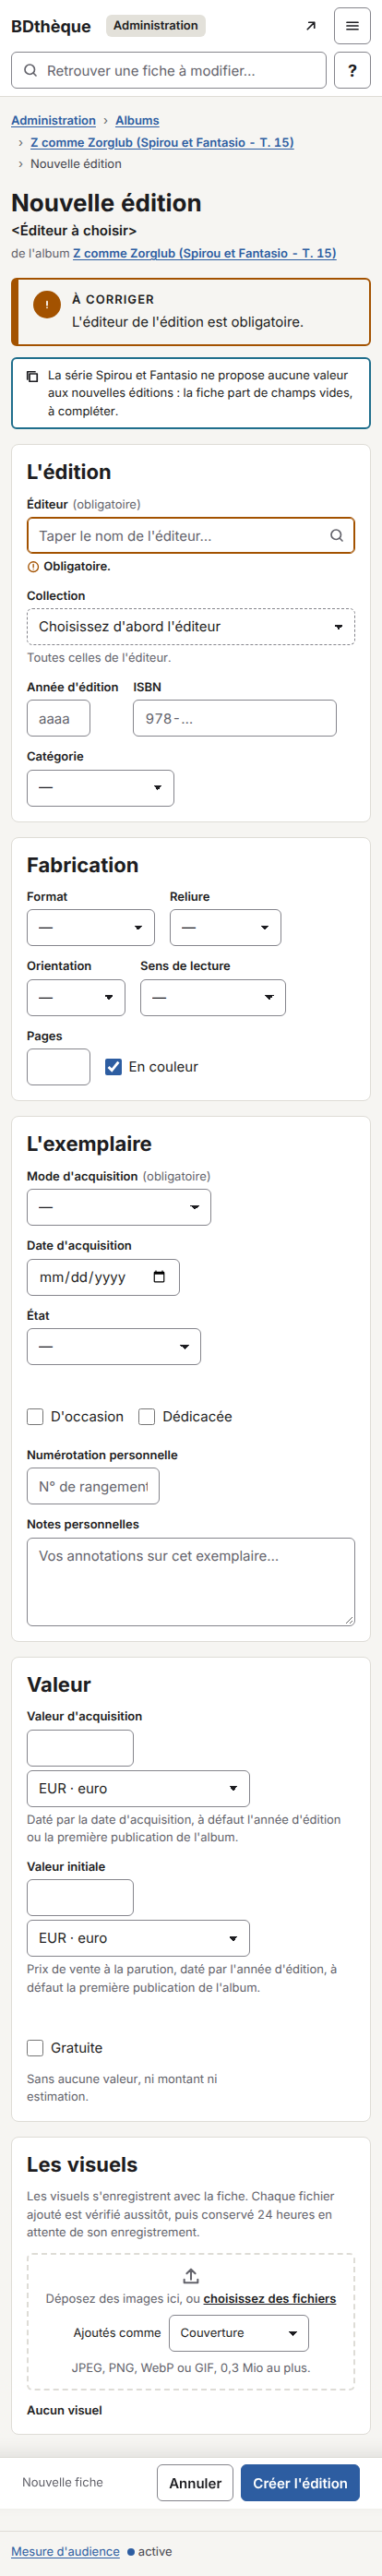 BDthèque Administration
Retrouver une fiche à modifier... ?
Administration › Albums
› Z comme Zorglub (Spirou et Fantasio - T. 15)
› Nouvelle édition
Nouvelle édition
<Éditeur à choisir>
de l'album Z comme Zorglub (Spirou et Fantasio - T. 15)
! À CORRIGER
L'éditeur de l'édition est obligatoire.
La série Spirou et Fantasio ne propose aucune valeur
aux nouvelles éditions : la fiche part de champs vides,
à compléter.
L'édition
Éditeur (obligatoire)
Taper le nom de l'éditeur...
Obligatoire.
Collection
Choisissez d'abord l'éditeur
Toutes celles de l'éditeur.
Année d'édition ISBN
aaaa 978-...
Catégorie
—
Fabrication
Format Reliure
— —
Orientation Sens de lecture
— —
Pages
En couleur
L'exemplaire
Mode d'acquisition (obligatoire)
—
Date d'acquisition
mm/dd/yyyy
État
—
D'occasion Dédicacée
Numérotation personnelle
N° de rangement
Notes personnelles
Vos annotations sur cet exemplaire...
Valeur
Valeur d'acquisition
EUR · euro
Daté par la date d'acquisition, à défaut l'année d'édition
ou la première publication de l'album.
Valeur initiale
EUR · euro
Prix de vente à la parution, daté par l'année d'édition, à
défaut la première publication de l'album.
Gratuite
Sans aucune valeur, ni montant ni
estimation.
Les visuels
Les visuels s'enregistrent avec la fiche. Chaque fichier
ajouté est vérifié aussitôt, puis conservé 24 heures en
attente de son enregistrement.
Déposez des images ici, ou choisissez des fichiers
Ajoutés comme Couverture
JPEG, PNG, WebP ou GIF, 0,3 Mio au plus.
Aucun visuel
Nouvelle fiche Annuler Créer l'édition
Mesure d'audience active